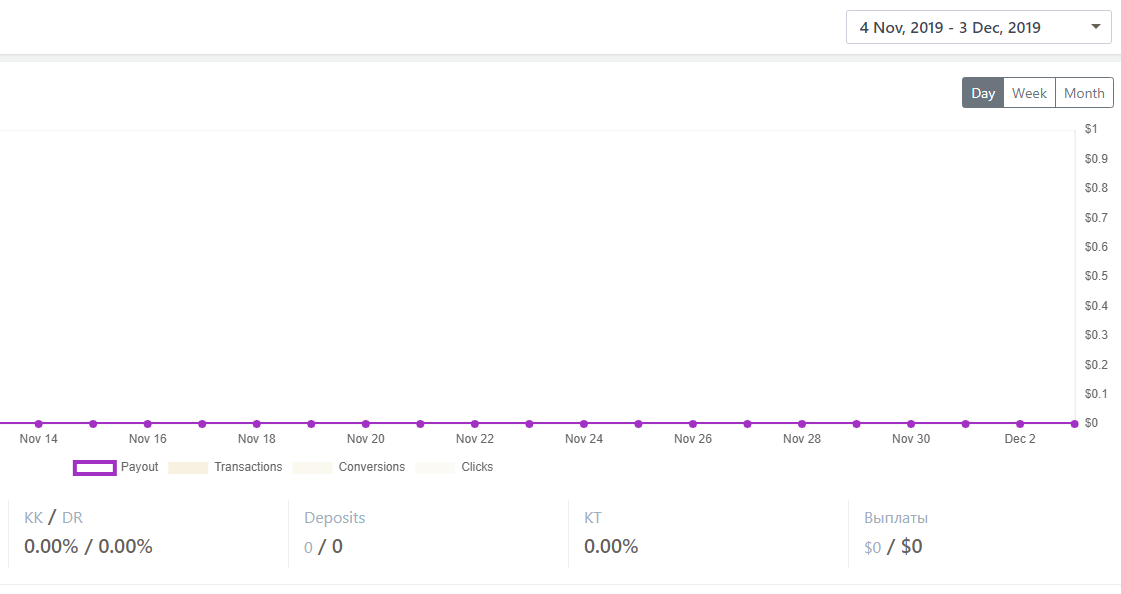 4 Nov, 2019 - 3 Dec, 2019
Day Week Month
$1
$0.9
$0.8
$0.7
$0.6
$0.5
$0.4
$0.3
$0.2
$0.1
$0
Nov 14 Nov 16 Nov 18 Nov 20 Nov 22 Nov 24 Nov 26 Nov 28 Nov 30 Dec 2
Payout Transactions Conversions Clicks
KK / DR
0.00% / 0.00%
Deposits
0 / 0
KT
0.00%
Выплаты
$0 / $0